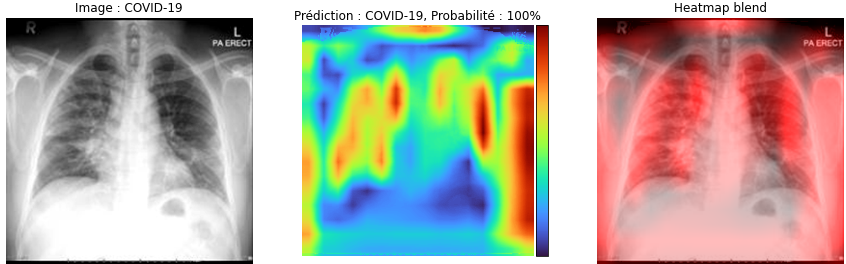 Image : COVID-19
Prédiction : COVID-19, Probabilité : 100%
Heatmap blend
R
L
PA ERECT
R
L
PA ERECT